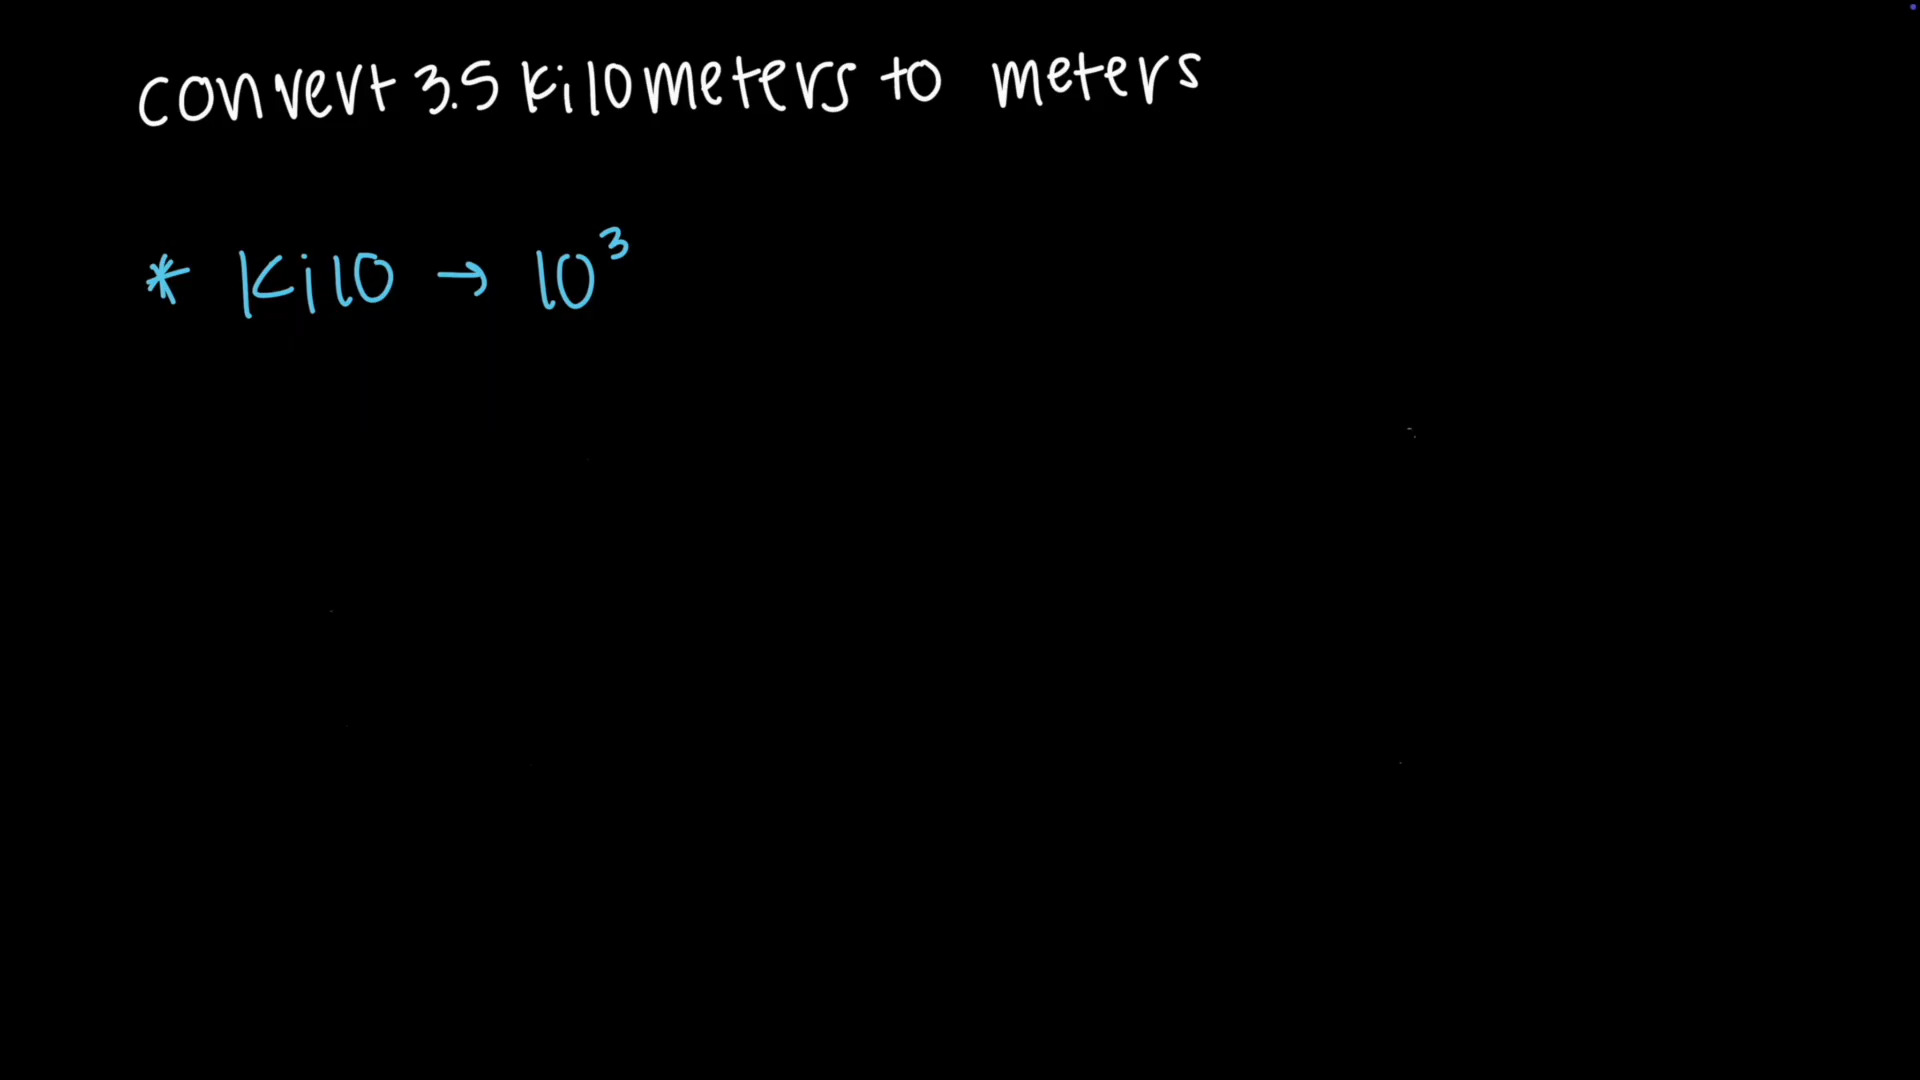 convert 3.5 kilometers to meters
* kilo → 10³